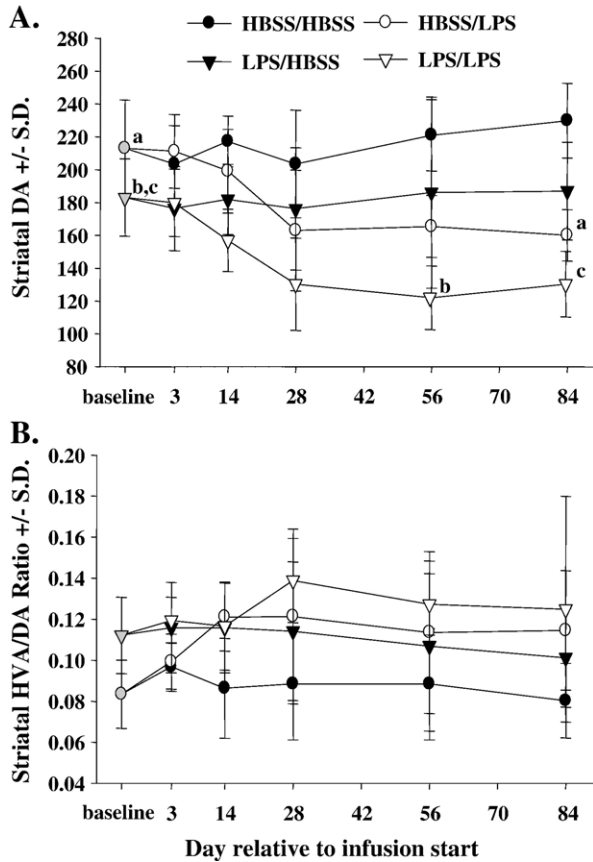 A.
HBSS/HBSS HBSS/LPS
LPS/HBSS LPS/LPS
Striatal DA +/- S.D.
280
260
240
220
200
180
160
140
120
100
80
a
b,c
a
b
c
baseline 3 14 28 42 56 70 84
B.
Striatal HVA/DA Ratio +/- S.D.
0.20
0.18
0.16
0.14
0.12
0.10
0.08
0.06
0.04
baseline 3 14 28 42 56 70 84
Day relative to infusion start